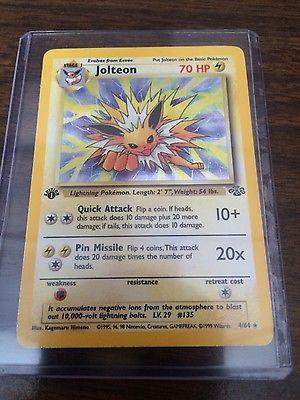 STAGE 1
Evolves from Eevee
Put Jolteon on the Basic Pokémon
Jolteon
70 HP
Lightning Pokémon. Length: 2' 7", Weight: 54 lbs.
Quick Attack Flip a coin. If heads,
this attack does 10 damage plus 20 more
damage; if tails, this attack does 10 damage.
10+
Pin Missile Flip 4 coins. This attack
does 20 damage times the number of
heads.
20x
weakness
resistance
retreat cost
It accumulates negative ions from the atmosphere to blast
out 10,000-volt lightning bolts. LV. 29 #135
Illus. Kagemaru Himeno
©1995, 96, 98 Nintendo, Creatures, GAMEFREAK. ©1999 Wizards.
4/64 ★